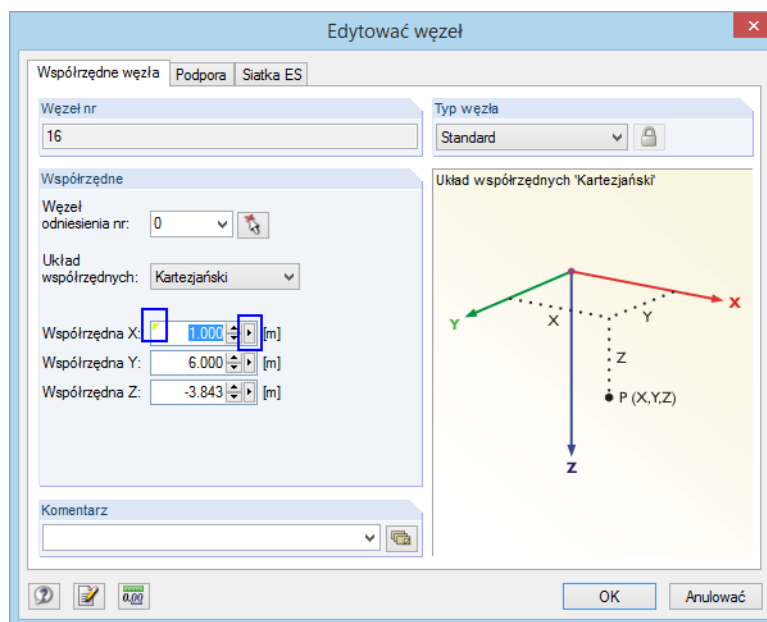 Edytować węzeł
Współrzędne węzła Podpora Siatka ES
Węzeł nr
16
Typ węzła
Standard
Współrzędne
Węzeł
odniesienia nr: 0
Układ
współrzędnych: Kartezjański
Współrzędna X: 1.000 [m]
Współrzędna Y: 6.000 [m]
Współrzędna Z: -3.843 [m]
Układ współrzędnych 'Kartezjański'
X
Y
X
Y
Z
P (X,Y,Z)
Z
Komentarz
0.00
OK Anulować